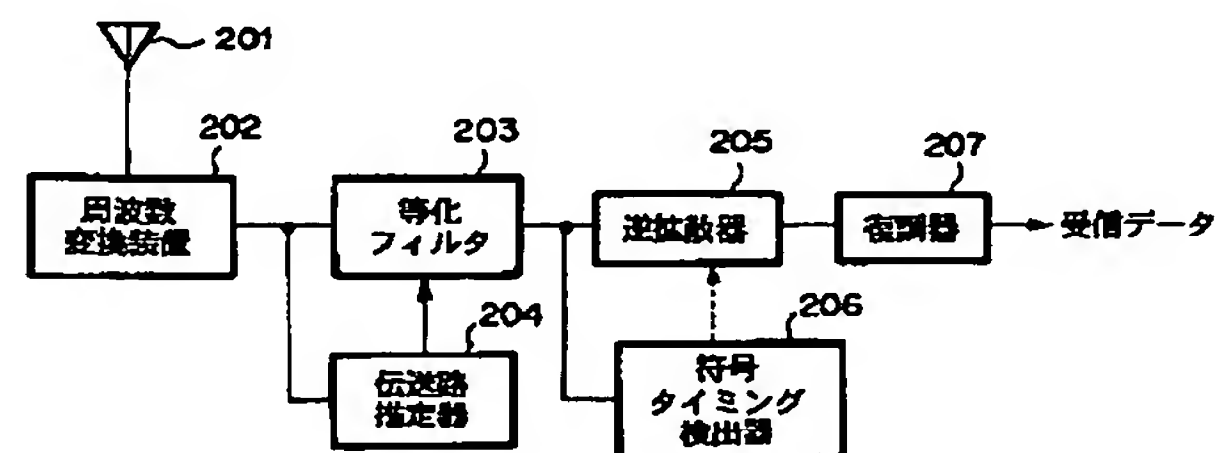 201
202
203
205
207
周波数
変換装置
等化
フィルタ
逆拡散器
復調器
受信データ
204
206
伝送路
推定器
符号
タイミング
検出器